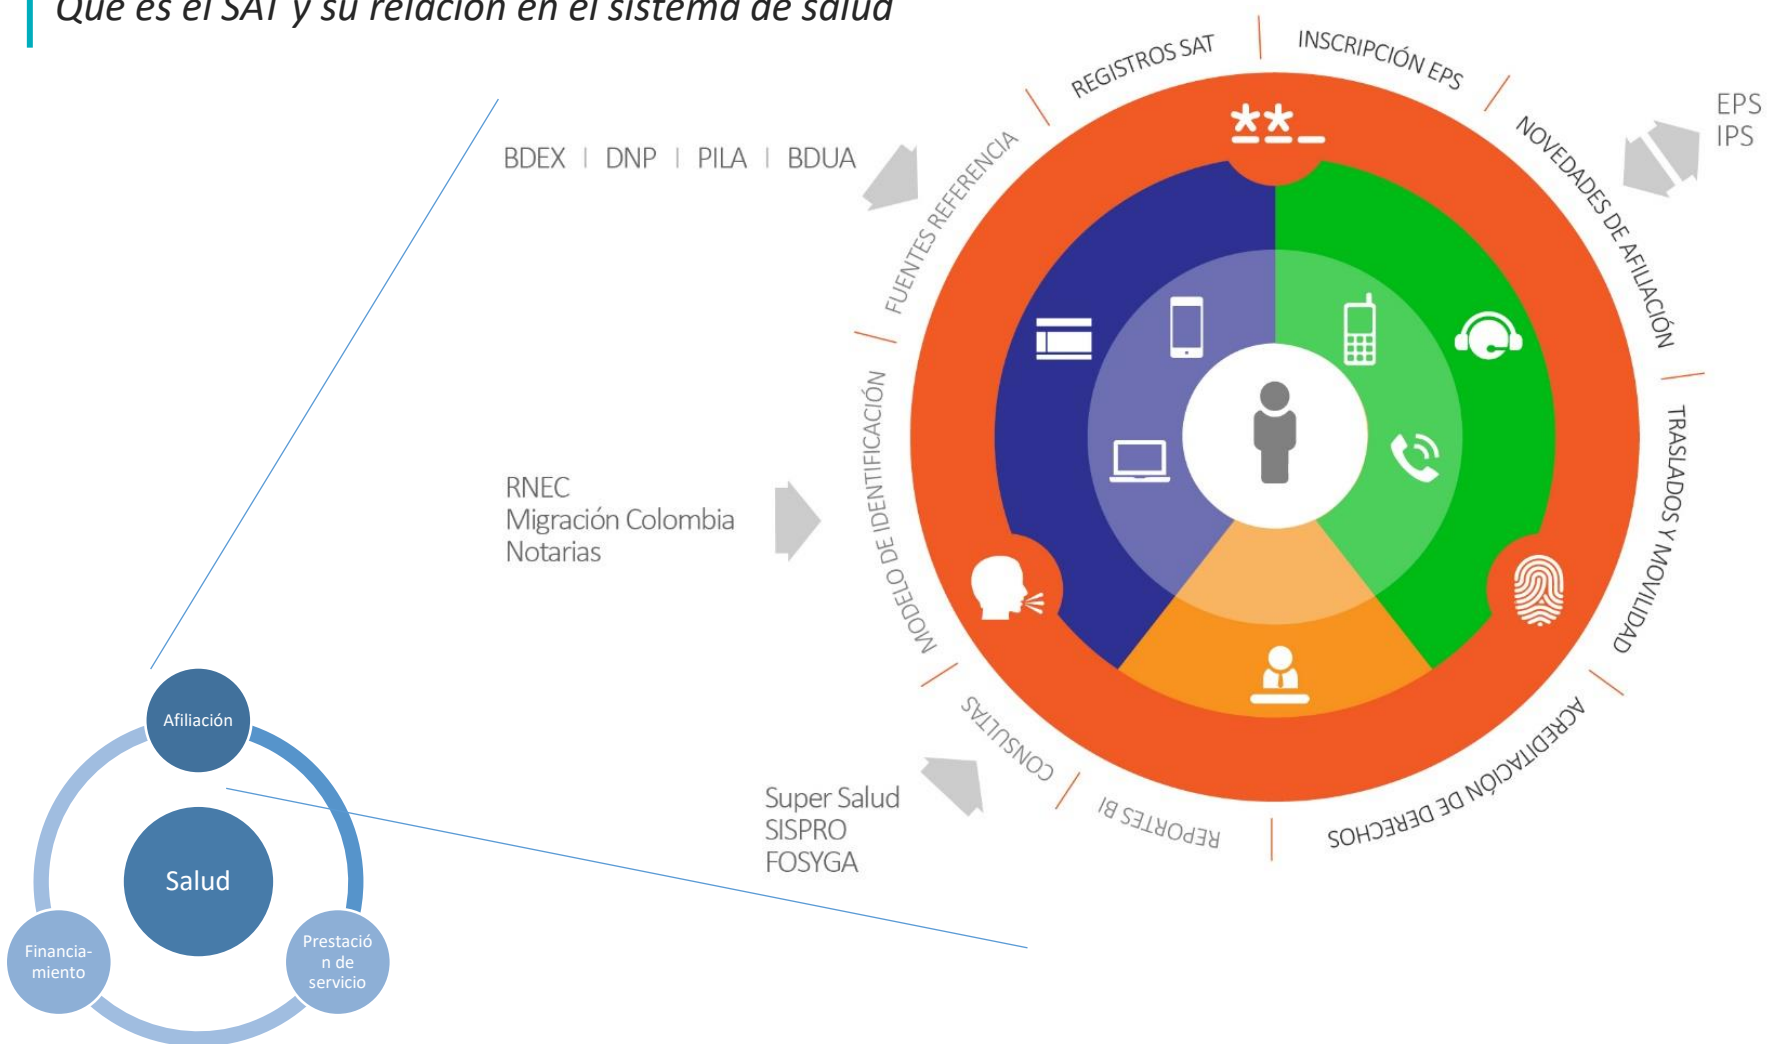 Qué es el SAT y su relación en el sistema de salud
REGISTROS SAT
INSCRIPCIÓN EPS
NOVEDADES DE AFILIACIÓN
TRASLADOS Y MOVILIDAD
ACREDITACIÓN DE DERECHOS
REPORTES BI
CONSULTAS
MODELO DE IDENTIFICACIÓN
FUENTES REFERENCIA
EPS
IPS
BDEX | DNP | PILA | BDUA
RNEC
Migración Colombia
Notarias
Super Salud
SISPRO
FOSYGA
Afiliación
Salud
Financia-
miento
Prestació
n de
servicio